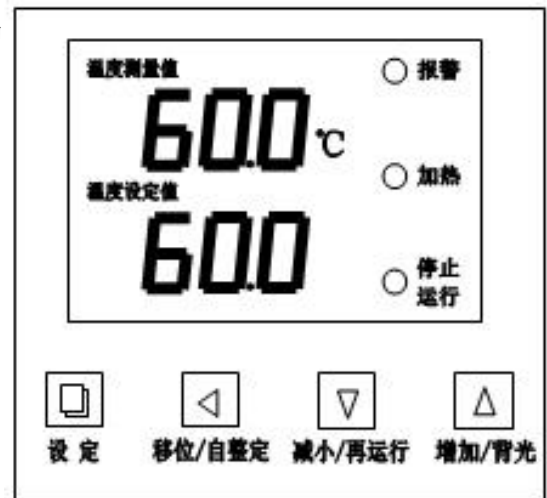 温度测量值
报警
60.0℃
加热
温度设定值
60.0
停止
运行
设 定
移位/自整定
减小/再运行
增加/背光